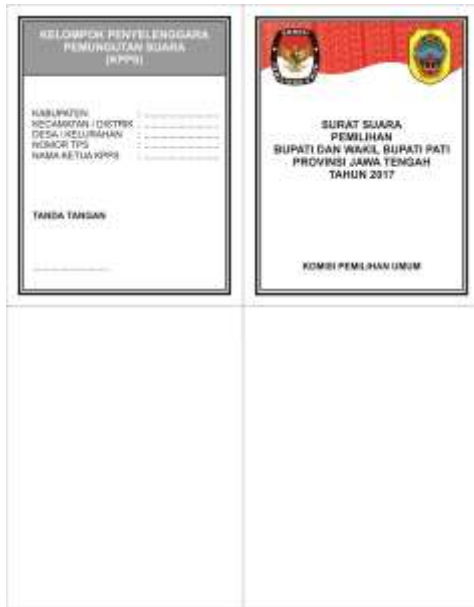 KELOMPOK PENYELENGGARA
PEMUNGUTAN SUARA
(KPPS)
KABUPATEN :
KECAMATAN / DISTRIK :
DESA / KELURAHAN :
NOMOR TPS :
NAMA KETUA KPPS :
TANDA TANGAN
SURAT SUARA
PEMILIHAN
BUPATI DAN WAKIL BUPATI PATI
PROVINSI JAWA TENGAH
TAHUN 2017
KOMISI PEMILIHAN UMUM